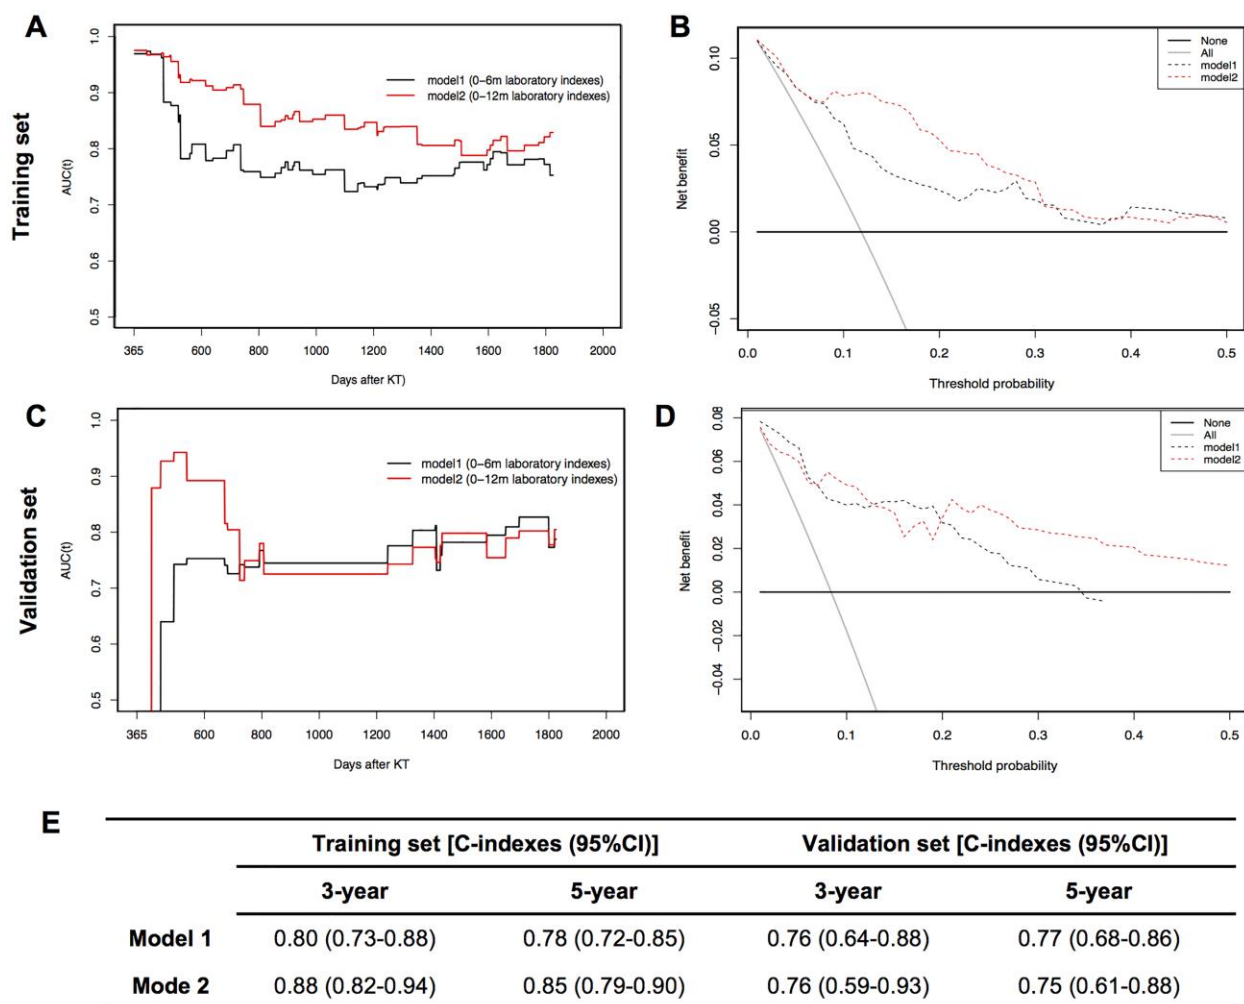 A
Training set
AUC(t)
1.0
0.9
0.8
0.7
0.6
0.5
model1 (0–6m laboratory indexes)
model2 (0–12m laboratory indexes)
365 600 800 1000 1200 1400 1600 1800 2000
Days after KT)
B
Net benefit
0.10
0.05
0.00
−0.05
None
All
model1
model2
0.0 0.1 0.2 0.3 0.4 0.5
Threshold probability
C
Validation set
AUC(t)
1.0
0.9
0.8
0.7
0.6
0.5
model1 (0–6m laboratory indexes)
model2 (0–12m laboratory indexes)
365 600 800 1000 1200 1400 1600 1800 2000
Days after KT
D
Net benefit
0.08
0.06
0.04
0.02
0.00
−0.02
−0.04
None
All
model1
model2
0.0 0.1 0.2 0.3 0.4 0.5
Threshold probability
E
Training set [C-indexes (95%CI)] Validation set [C-indexes (95%CI)]
3-year 5-year 3-year 5-year
Model 1 0.80 (0.73-0.88) 0.78 (0.72-0.85) 0.76 (0.64-0.88) 0.77 (0.68-0.86)
Mode 2 0.88 (0.82-0.94) 0.85 (0.79-0.90) 0.76 (0.59-0.93) 0.75 (0.61-0.88)